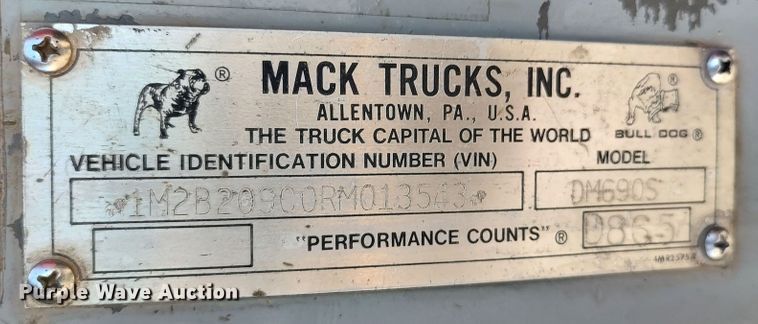 ® MACK TRUCKS, INC. ®
ALLENTOWN, PA., U.S.A.
THE TRUCK CAPITAL OF THE WORLD BULL DOG ®
VEHICLE IDENTIFICATION NUMBER (VIN) MODEL
*1M2B209C0RM013543* DM690S
"PERFORMANCE COUNTS" ® D865
Purple Wave Auction